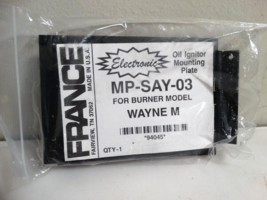 FRANCE
MADE IN U.S.A.
FAIRVIEW, TN 37062
Electronic
Oil Ignitor
Mounting
Plate
MP-SAY-03
FOR BURNER MODEL
WAYNE M
*94045*
QTY-1